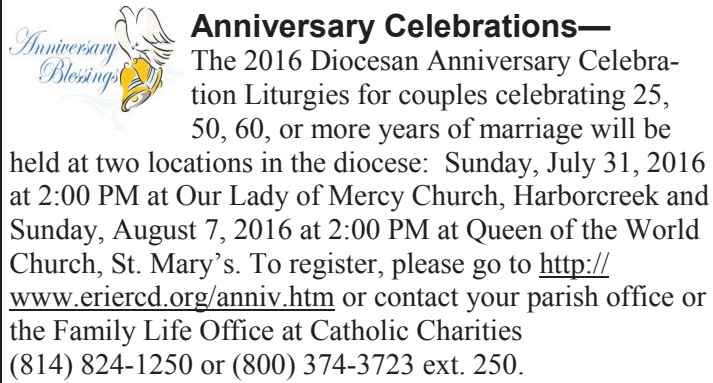 Anniversary
Blessings
Anniversary Celebrations—
The 2016 Diocesan Anniversary Celebra-
tion Liturgies for couples celebrating 25,
50, 60, or more years of marriage will be
held at two locations in the diocese:  Sunday, July 31, 2016
at 2:00 PM at Our Lady of Mercy Church, Harborcreek and
Sunday, August 7, 2016 at 2:00 PM at Queen of the World
Church, St. Mary’s. To register, please go to http://
www.eriercd.org/anniv.htm or contact your parish office or
the Family Life Office at Catholic Charities
(814) 824-1250 or (800) 374-3723 ext. 250.